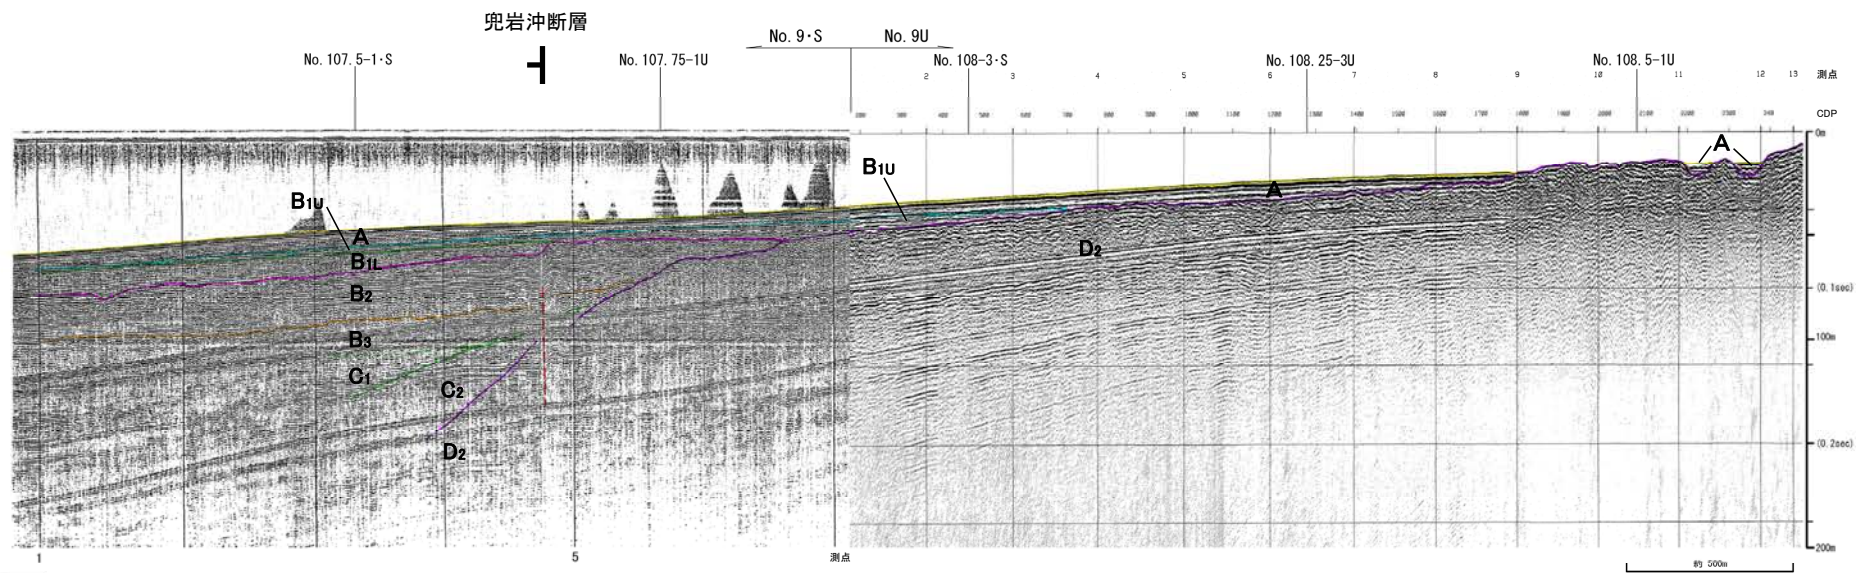 兜岩沖断層
No. 9・S
No. 9U
No. 107. 5-1・S
No. 107. 75-1U
No. 108-3・S
No. 108. 25-3U
No. 108. 5-1U
2 3 4 5 6 7 8 9 10 11 12 13 測点
CDP
0m
A
B1U
B1U
A
A
D2
B1L
B2
(0.1sec)
B3
100m
C1
C2
D2
(0.2sec)
200m
1 5 測点
約 500m